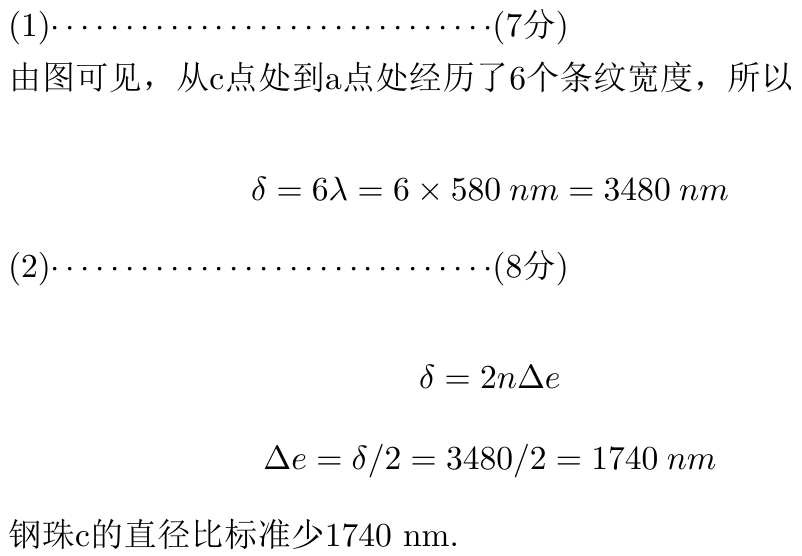 (1)······························(7分)
由图可见，从c点处到a点处经历了6个条纹宽度，所以
δ = 6λ = 6 × 580 nm = 3480 nm
(2)······························(8分)
δ = 2nΔe
Δe = δ/2 = 3480/2 = 1740 nm
钢珠c的直径比标准少1740 nm.